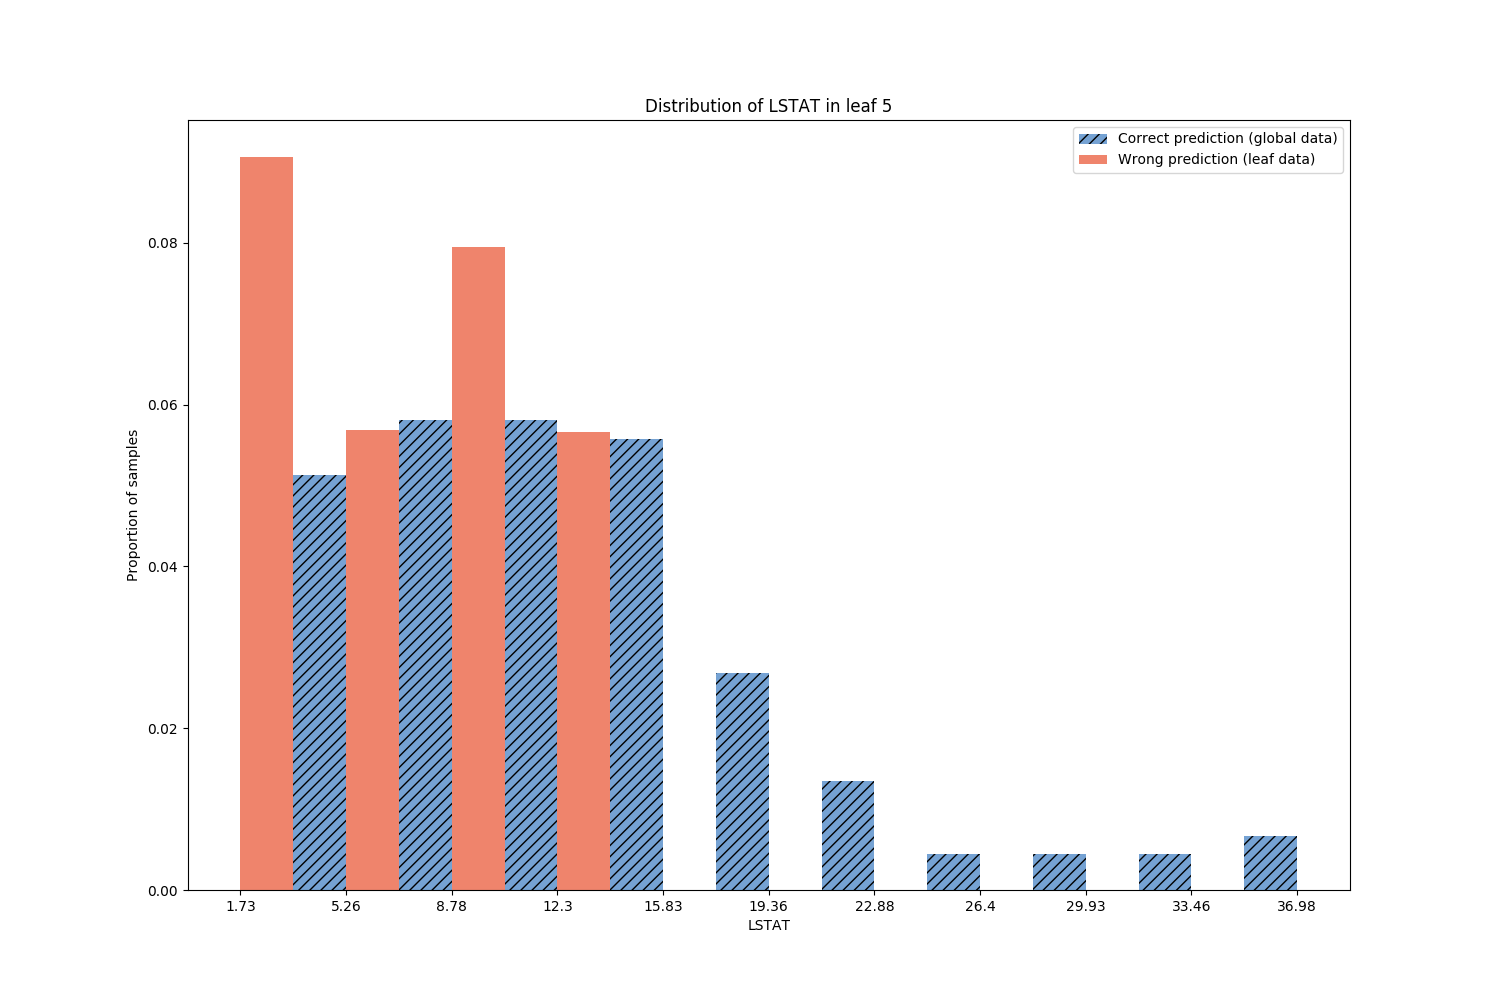 Distribution of LSTAT in leaf 5
Correct prediction (global data)
Wrong prediction (leaf data)
0.08
0.06
0.04
0.02
0.00
Proportion of samples
1.73 5.26 8.78 12.3 15.83 19.36 22.88 26.4 29.93 33.46 36.98
LSTAT